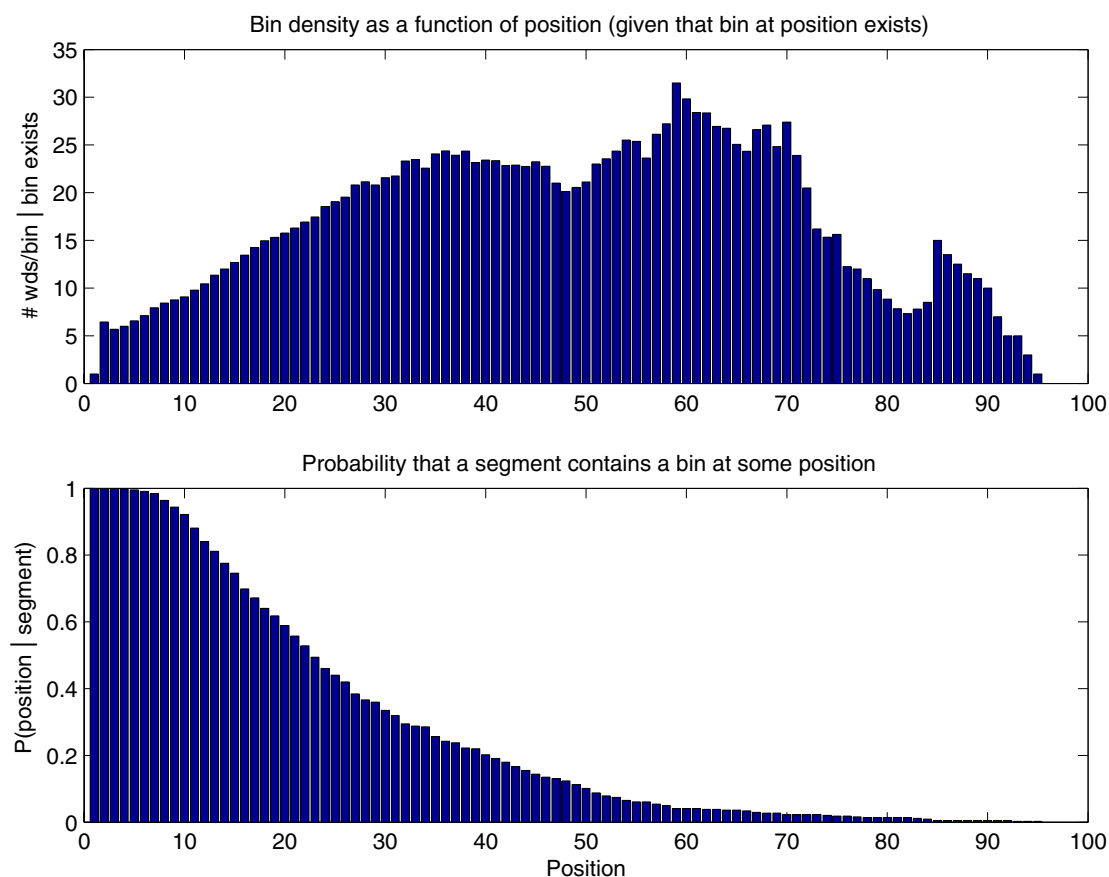 Bin density as a function of position (given that bin at position exists)
# wds/bin | bin exists
35
30
25
20
15
10
5
0
0 10 20 30 40 50 60 70 80 90 100
Probability that a segment contains a bin at some position
P(position | segment)
1
0.8
0.6
0.4
0.2
0
0 10 20 30 40 50 60 70 80 90 100
Position